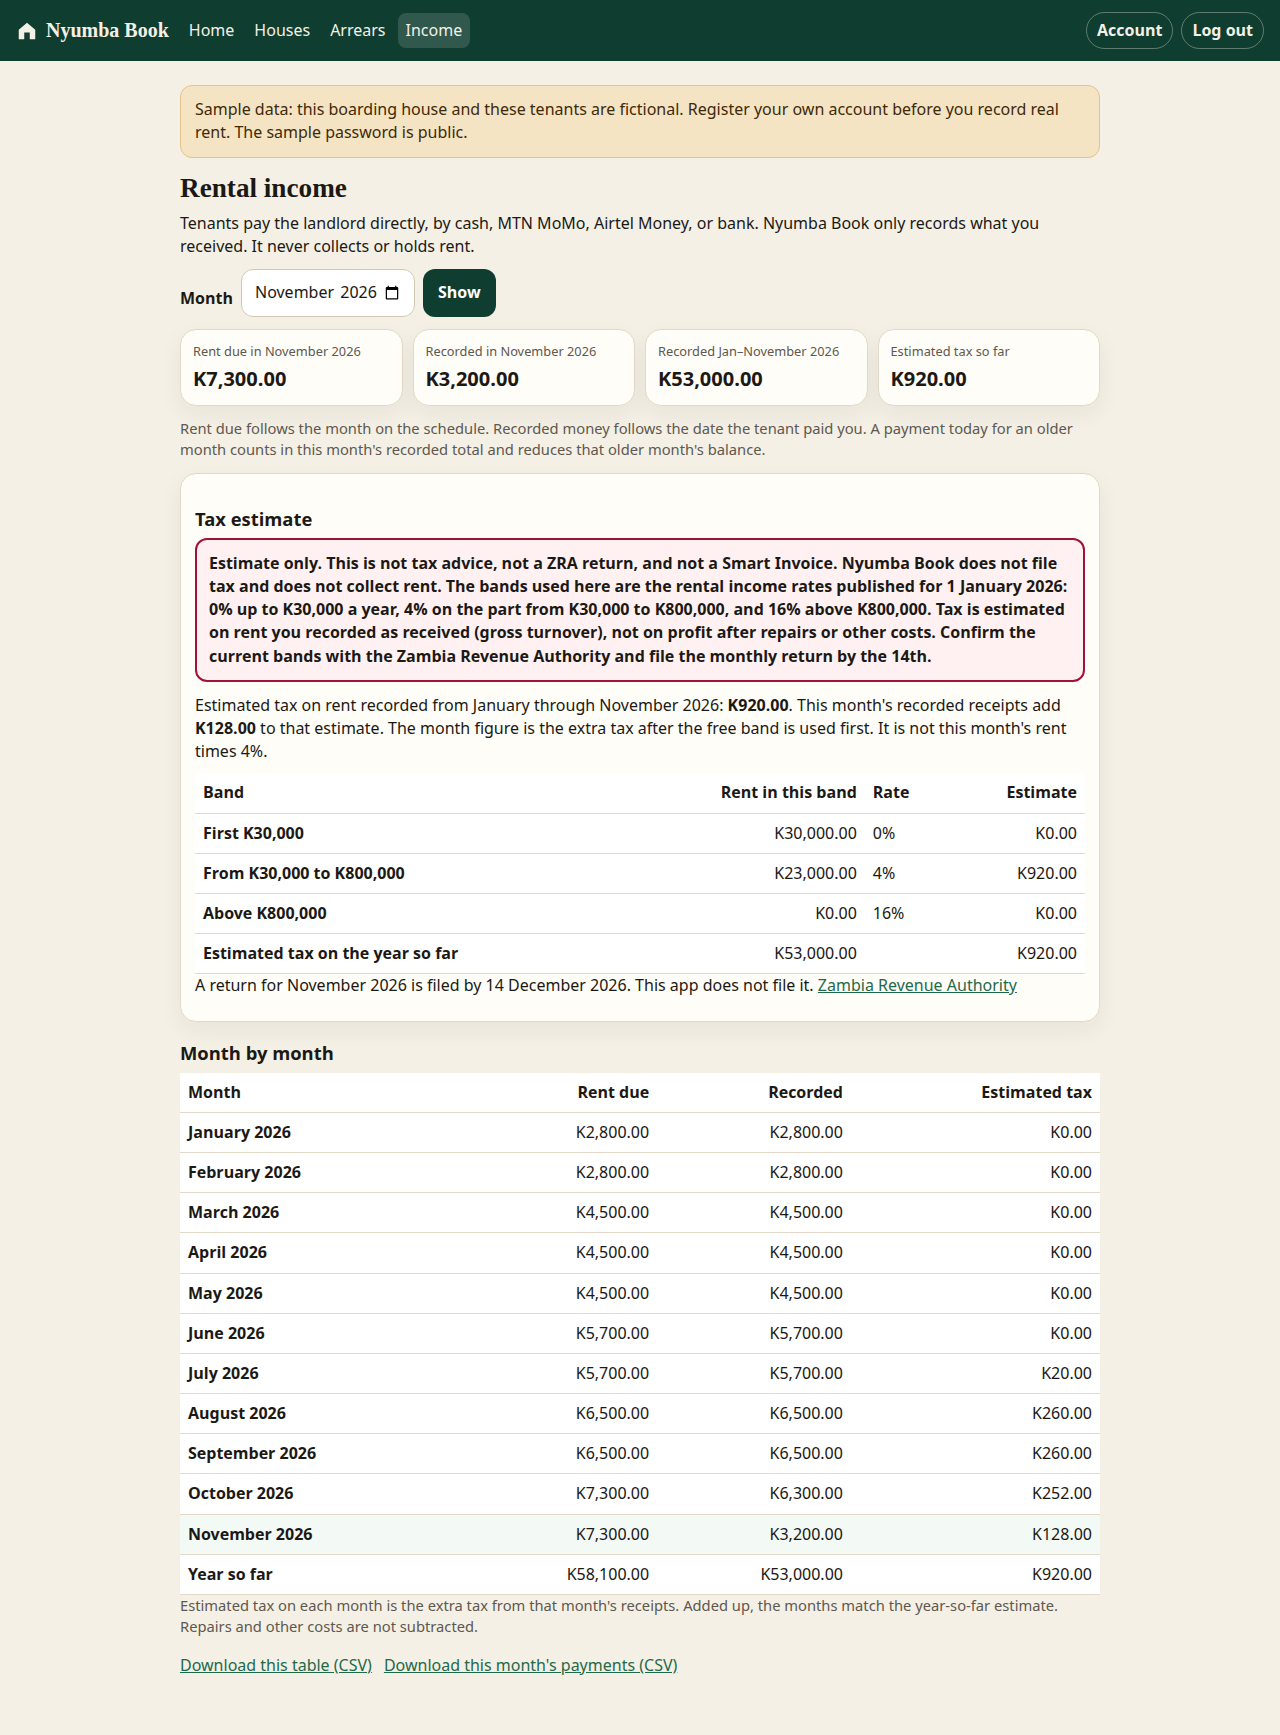 Nyumba Book Home Houses Arrears Income Account Log out
Sample data: this boarding house and these tenants are fictional. Register your own account before you record real
rent. The sample password is public.
Rental income
Tenants pay the landlord directly, by cash, MTN MoMo, Airtel Money, or bank. Nyumba Book only records what you
received. It never collects or holds rent.
Month November 2026 Show
Rent due in November 2026 Recorded in November 2026 Recorded Jan–November 2026 Estimated tax so far
K7,300.00 K3,200.00 K53,000.00 K920.00
Rent due follows the month on the schedule. Recorded money follows the date the tenant paid you. A payment today for an older
month counts in this month's recorded total and reduces that older month's balance.
Tax estimate
Estimate only. This is not tax advice, not a ZRA return, and not a Smart Invoice. Nyumba Book does not file
tax and does not collect rent. The bands used here are the rental income rates published for 1 January 2026:
0% up to K30,000 a year, 4% on the part from K30,000 to K800,000, and 16% above K800,000. Tax is estimated
on rent you recorded as received (gross turnover), not on profit after repairs or other costs. Confirm the
current bands with the Zambia Revenue Authority and file the monthly return by the 14th.
Estimated tax on rent recorded from January through November 2026: K920.00. This month's recorded receipts add
K128.00 to that estimate. The month figure is the extra tax after the free band is used first. It is not this month's rent
times 4%.
Band Rent in this band Rate Estimate
First K30,000 K30,000.00 0% K0.00
From K30,000 to K800,000 K23,000.00 4% K920.00
Above K800,000 K0.00 16% K0.00
Estimated tax on the year so far K53,000.00 K920.00
A return for November 2026 is filed by 14 December 2026. This app does not file it. Zambia Revenue Authority
Month by month
Month Rent due Recorded Estimated tax
January 2026 K2,800.00 K2,800.00 K0.00
February 2026 K2,800.00 K2,800.00 K0.00
March 2026 K4,500.00 K4,500.00 K0.00
April 2026 K4,500.00 K4,500.00 K0.00
May 2026 K4,500.00 K4,500.00 K0.00
June 2026 K5,700.00 K5,700.00 K0.00
July 2026 K5,700.00 K5,700.00 K20.00
August 2026 K6,500.00 K6,500.00 K260.00
September 2026 K6,500.00 K6,500.00 K260.00
October 2026 K7,300.00 K6,300.00 K252.00
November 2026 K7,300.00 K3,200.00 K128.00
Year so far K58,100.00 K53,000.00 K920.00
Estimated tax on each month is the extra tax from that month's receipts. Added up, the months match the year-so-far estimate.
Repairs and other costs are not subtracted.
Download this table (CSV) Download this month's payments (CSV)